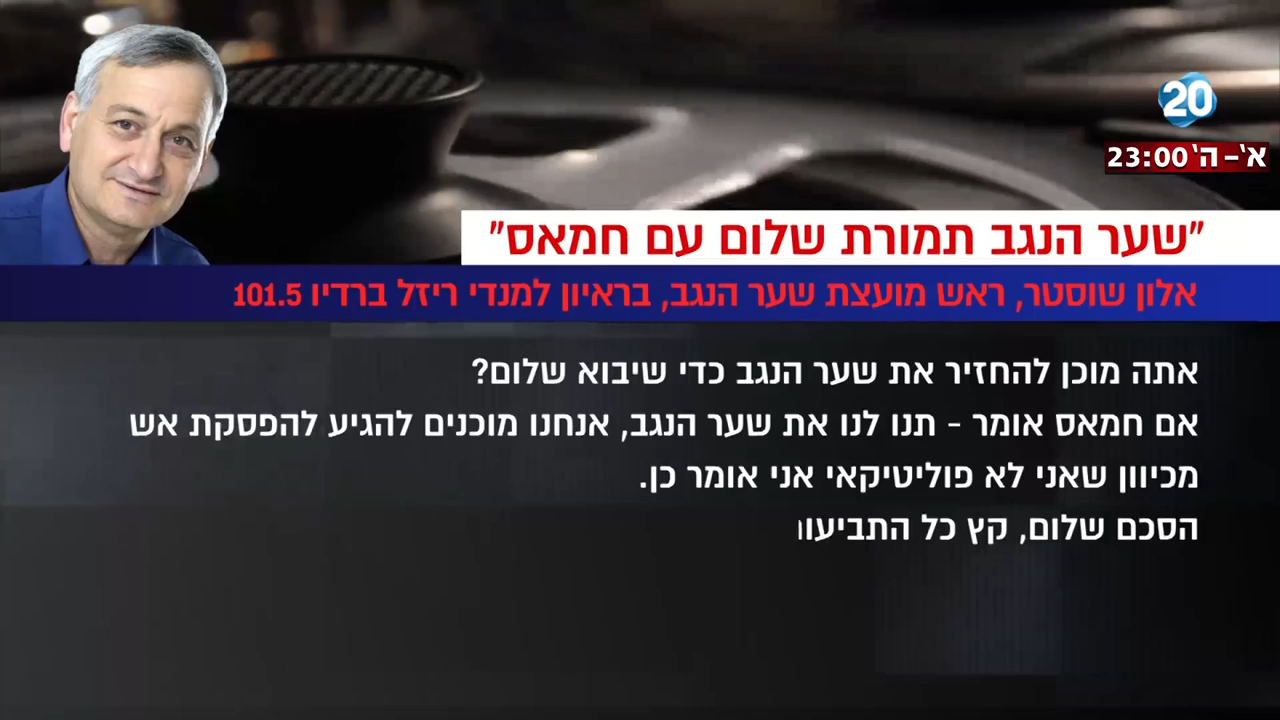 20
א'-ה' 23:00
"שער הנגב תמורת שלום עם חמאס"
אלון שוסטר, ראש מועצת שער הנגב, בראיון למנדי ריזל ברדיו 101.5
אתה מוכן להחזיר את שער הנגב כדי שיבוא שלום?
אם חמאס אומר - תנו לנו את שער הנגב, אנחנו מוכנים להגיע להפסקת אש
מכיוון שאני לא פוליטיקאי אני אומר כן.
הסכם שלום, קץ כל